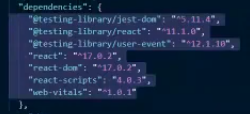 "dependencies": {
"@testing-library/jest-dom": "^5.11.4",
"@testing-library/react": "^11.1.0",
"@testing-library/user-event": "^12.1.10",
"react": "^17.0.2",
"react-dom": "^17.0.2",
"react-scripts": "4.0.3",
"web-vitals": "^1.0.1"
},